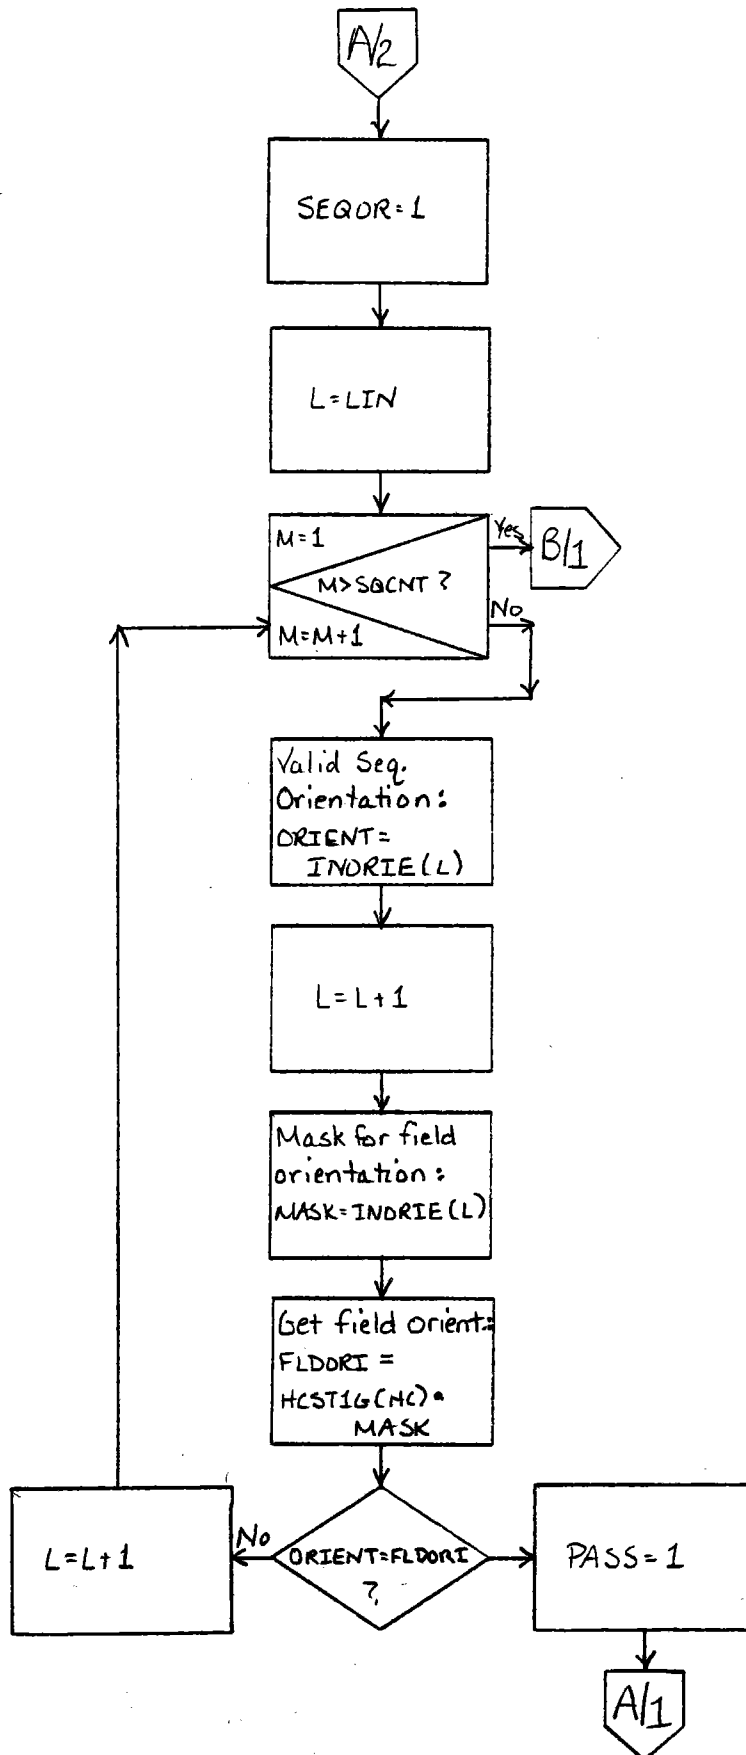 A/2
SEQOR=1
L=LIN
M=1
Yes
B/1
M>SQCNT ?
No
M=M+1
Valid Seq.
Orientation:
ORIENT=
INORIE(L)
L=L+1
Mask for field
orientation:
MASK=INORIE(L)
Get field orient:
FLDORI =
HCST1G(HC)•
MASK
L=L+1
No
ORIENT=FLDORI
?
PASS=1
A/1